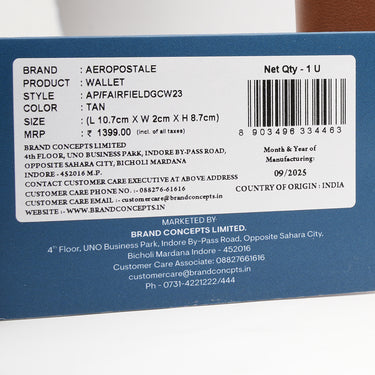 BRAND : AEROPOSTALE
PRODUCT : WALLET
STYLE : AP/FAIRFIELDGCW23
COLOR : TAN
SIZE : (L 10.7cm X W 2cm X H 8.7cm)
MRP : ₹ 1399.00 (incl. of all taxes)
BRAND CONCEPTS LIMITED
4th FLOOR, UNO BUSINESS PARK, INDORE BY-PASS ROAD,
OPPOSITE SAHARA CITY, BICHOLI MARDANA
INDORE - 452016 M.P.
CONTACT CUSTOMER CARE EXECUTIVE AT ABOVE ADDRESS
CUSTOMER CARE PHONE NO :- 088276-61616
CUSTOMER CARE EMAIL :- customercare@brandconcepts.in
WEBSITE :- WWW.BRANDCONCEPTS.IN
Net Qty - 1 U
8 903496 334463
Month & Year of
Manufacturing:
09/2025
COUNTRY OF ORIGIN : INDIA
MARKETED BY
BRAND CONCEPTS LIMITED.
4th Floor, UNO Business Park, Indore By-Pass Road, Opposite Sahara City,
Bicholi Mardana Indore - 452016
Customer Care Associate: 08827661616
customercare@brandconcepts.in
Ph - 0731-4221222/444